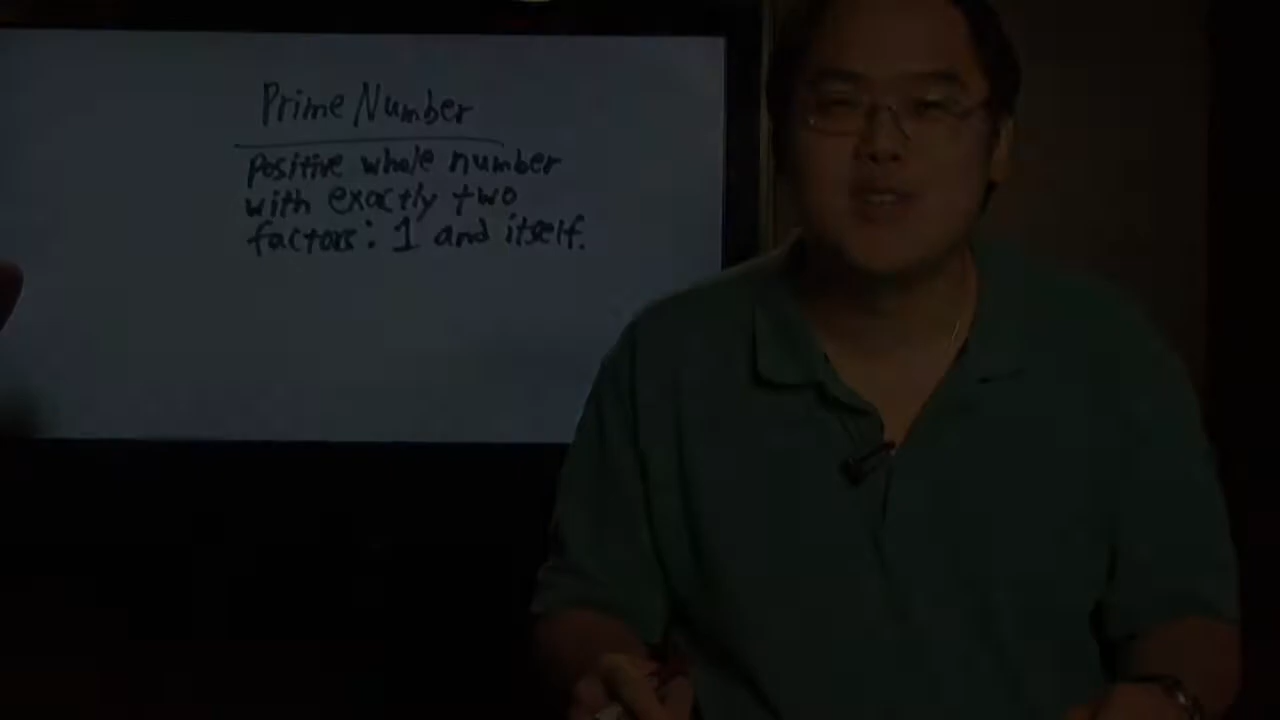 Prime Number
Positive whole number
with exactly two
factors: 1 and itself.